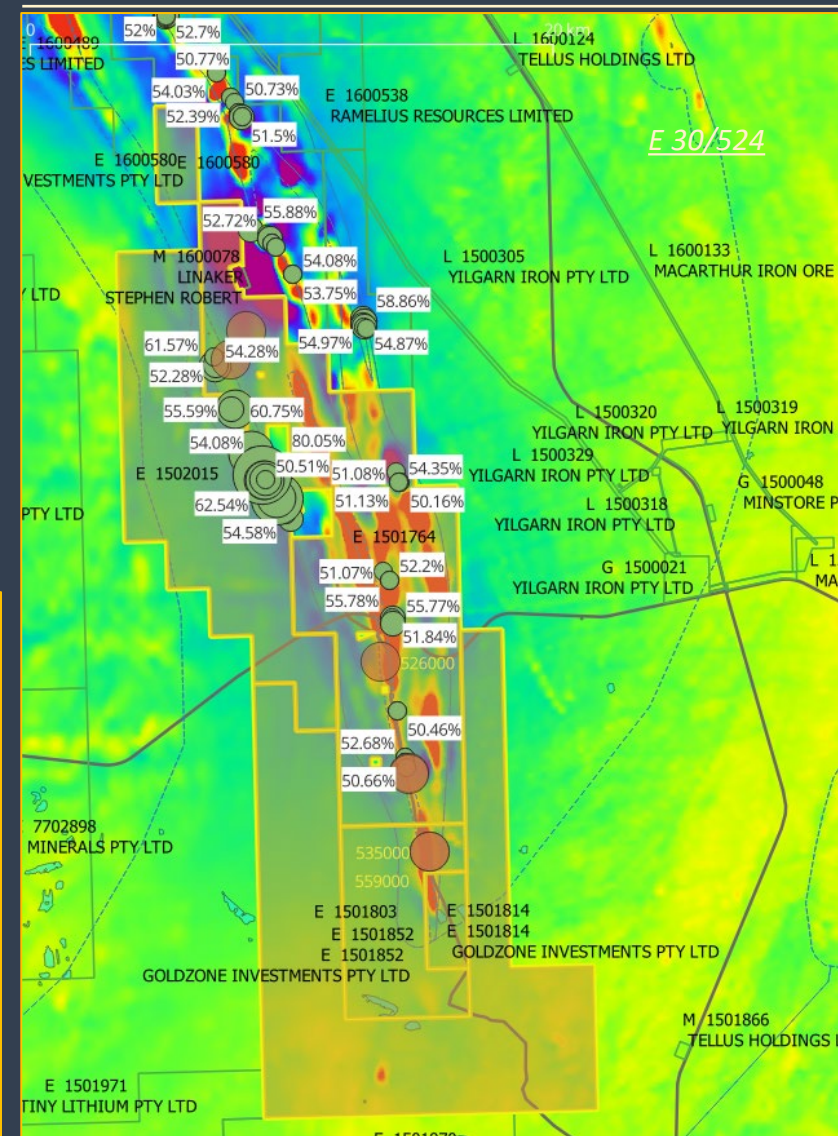 0
20 km
52%
52.7%
E 1600489
ES LIMITED
L 1600124
TELLUS HOLDINGS LTD
50.77%
54.03%
50.73%
52.39%
51.5%
E 1600538
RAMELIUS RESOURCES LIMITED
E 30/524
E 1600580
E 1600580
VESTMENTS PTY LTD
55.88%
52.72%
M 1600078
LINAKER
STEPHEN ROBERT
54.08%
53.75%
L 1500305
YILGARN IRON PTY LTD
L 1600133
MACARTHUR IRON ORE
Y LTD
58.86%
54.97%
54.87%
61.57%
54.28%
52.28%
55.59%
60.75%
L 1500320
YILGARN IRON PTY LTD
L 1500319
YILGARN IRON
54.08%
80.05%
L 1500329
YILGARN IRON PTY LTD
E 1502015
50.51%
51.08%
54.35%
G 1500048
MINSTORE P
62.54%
51.13%
50.16%
L 1500318
YILGARN IRON PTY LTD
PTY LTD
54.58%
E 1501764
51.07%
52.2%
G 1500021
YILGARN IRON PTY LTD
L 1
MA
55.78%
55.77%
51.84%
526000
50.46%
52.68%
50.66%
7702898
MINERALS PTY LTD
535000
559000
E 1501803
E 1501852
E 1501852
GOLDZONE INVESTMENTS PTY LTD
E 1501814
E 1501814
GOLDZONE INVESTMENTS PTY LTD
M 1501866
TELLUS HOLDINGS
E 1501971
TINY LITHIUM PTY LTD